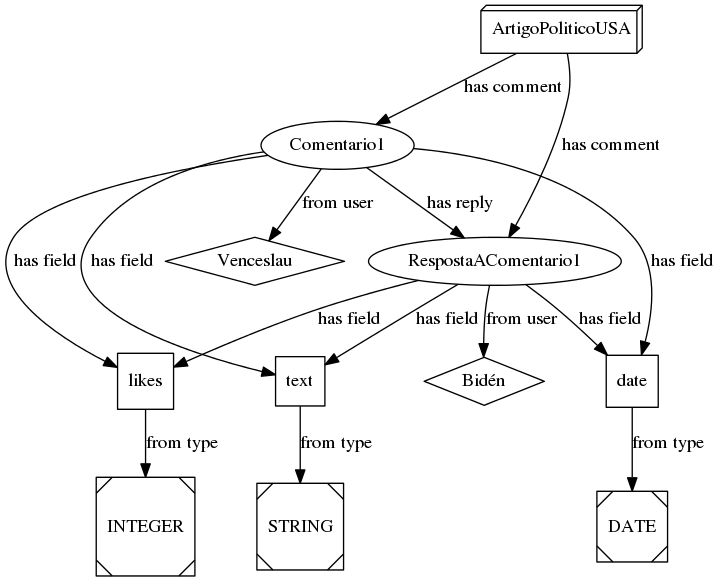 ArtigoPoliticoUSA
has comment
Comentario1
has comment
from user
has reply
has field
has field
Venceslau
RespostaAComentario1
has field
has field
has field
from user
has field
likes
text
Bidén
date
from type
from type
from type
INTEGER
STRING
DATE